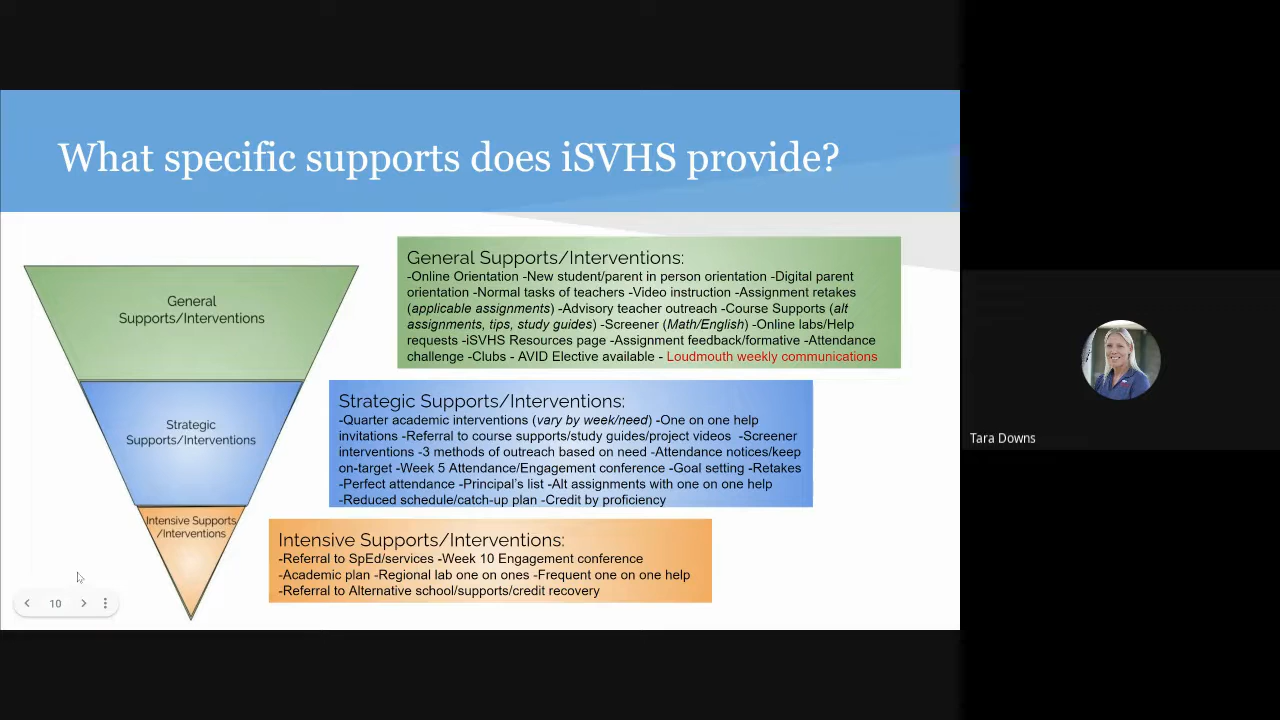 What specific supports does iSVHS provide?
General
Supports/Interventions
Strategic
Supports/Interventions
Intensive Supports
/Interventions
General Supports/Interventions:
-Online Orientation -New student/parent in person orientation -Digital parent
orientation -Normal tasks of teachers -Video instruction -Assignment retakes
(applicable assignments) -Advisory teacher outreach -Course Supports (alt
assignments, tips, study guides) -Screener (Math/English) -Online labs/Help
requests -iSVHS Resources page -Assignment feedback/formative -Attendance
challenge -Clubs - AVID Elective available - Loudmouth weekly communications
Strategic Supports/Interventions:
-Quarter academic interventions (vary by week/need) -One on one help
invitations -Referral to course supports/study guides/project videos -Screener
interventions -3 methods of outreach based on need -Attendance notices/keep
on-target -Week 5 Attendance/Engagement conference -Goal setting -Retakes
-Perfect attendance -Principal's list -Alt assignments with one on one help
-Reduced schedule/catch-up plan -Credit by proficiency
Intensive Supports/Interventions:
-Referral to SpEd/services -Week 10 Engagement conference
-Academic plan -Regional lab one on ones -Frequent one on one help
-Referral to Alternative school/supports/credit recovery
10
Tara Downs